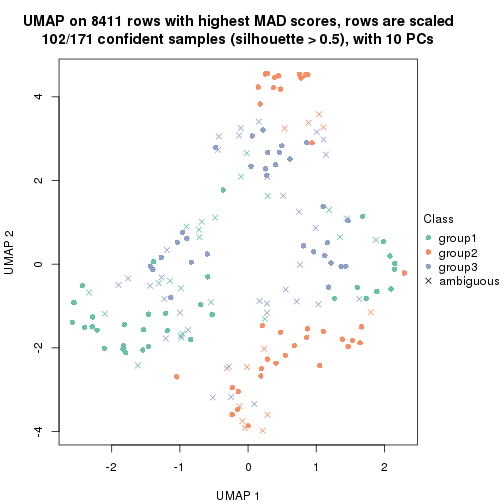 UMAP on 8411 rows with highest MAD scores, rows are scaled
102/171 confident samples (silhouette > 0.5), with 10 PCs
4
2
0
-2
-4
UMAP 2
-2
-1
0
1
2
UMAP 1
Class
group1
group2
group3
ambiguous